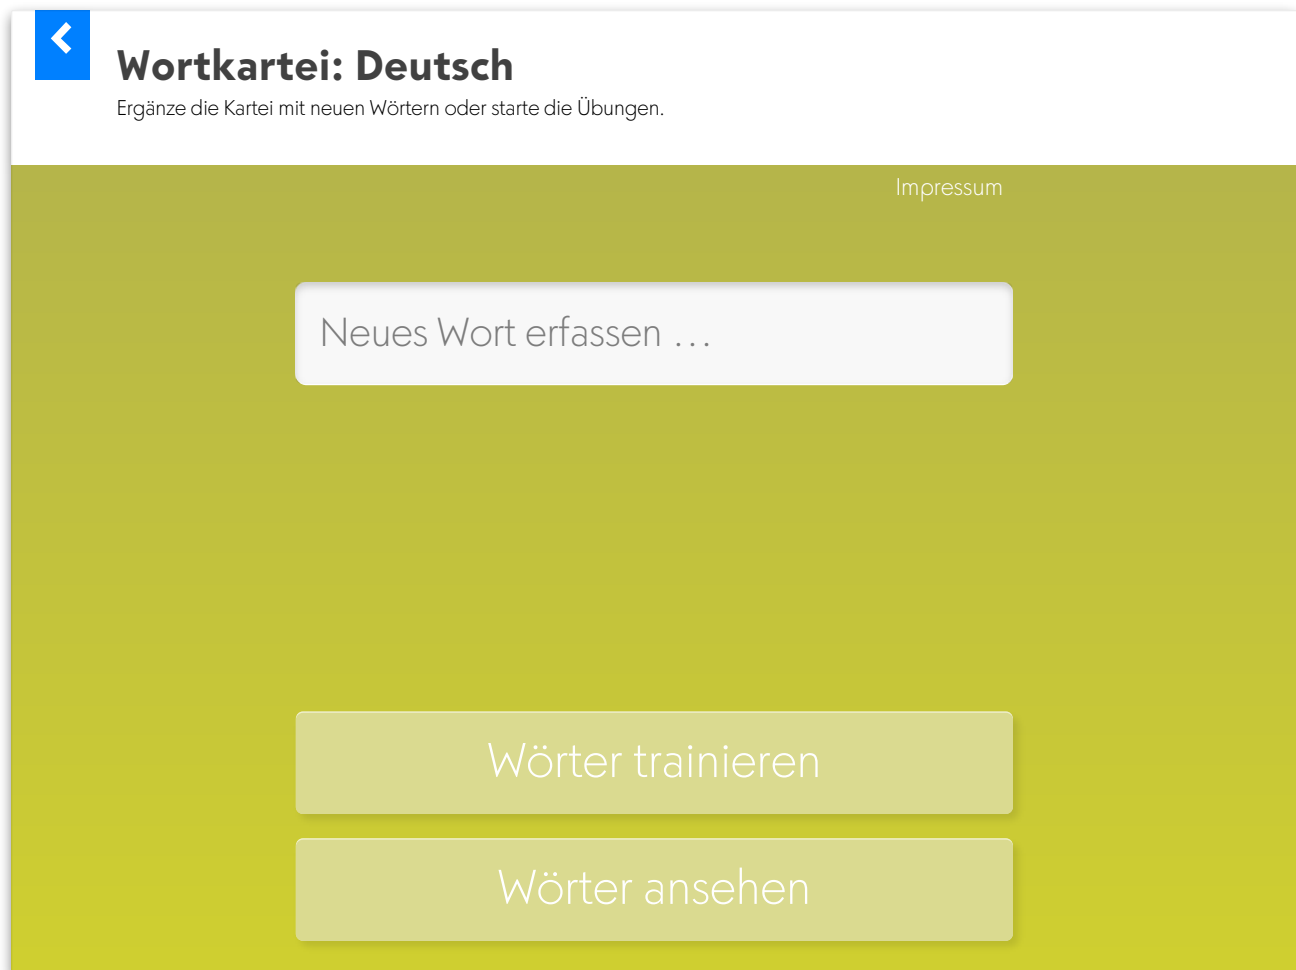 Wortkartei: Deutsch
Ergänze die Kartei mit neuen Wörtern oder starte die Übungen.
Impressum
Neues Wort erfassen …
Wörter trainieren
Wörter ansehen